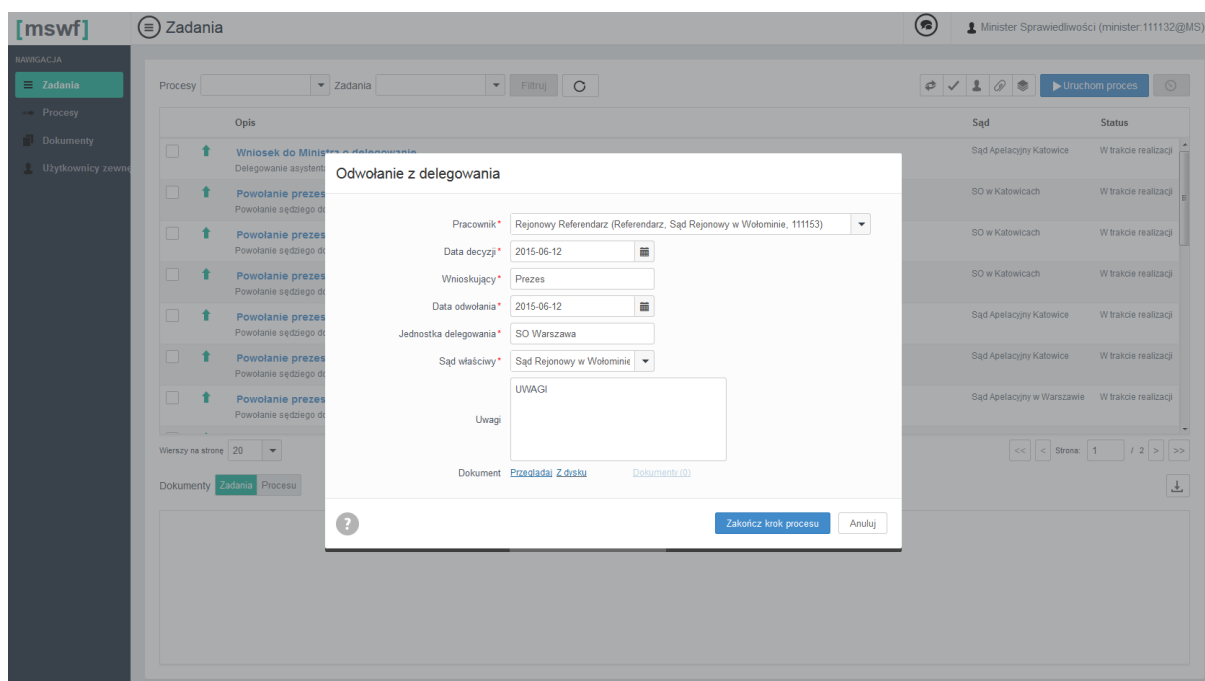 [mswf]
Zadania
Minister Sprawiedliwości (minister:111132@MS)
NAWIGACJA
Zadania
Procesy
Dokumenty
Użytkownicy zewnę
Procesy
Zadania
Filtruj
Uruchom proces
Opis
Sąd
Status
Wniosek do Ministra o delegowanie
Delegowanie asystenta
Sąd Apelacyjny Katowice
W trakcie realizacji
Powołanie prezes
Powołanie sędziego do
SO w Katowicach
W trakcie realizacji
Powołanie prezes
Powołanie sędziego do
SO w Katowicach
W trakcie realizacji
Powołanie prezes
Powołanie sędziego do
SO w Katowicach
W trakcie realizacji
Powołanie prezes
Powołanie sędziego do
Sąd Apelacyjny Katowice
W trakcie realizacji
Powołanie prezes
Powołanie sędziego do
Sąd Apelacyjny Katowice
W trakcie realizacji
Powołanie prezes
Powołanie sędziego do
Sąd Apelacyjny w Warszawie
W trakcie realizacji
Wierszy na stronę 20
<< < Strona: 1 / 2 > >>
Dokumenty Zadania Procesu
Odwołanie z delegowania
Pracownik* Rejonowy Referendarz (Referendarz, Sąd Rejonowy w Wołominie, 111153)
Data decyzji* 2015-06-12
Wnioskujący* Prezes
Data odwołania* 2015-06-12
Jednostka delegowania* SO Warszawa
Sąd właściwy* Sąd Rejonowy w Wołominie
Uwagi UWAGI
Dokument Przeglądaj Z dysku Dokumenty (0)
? Zakończ krok procesu Anuluj